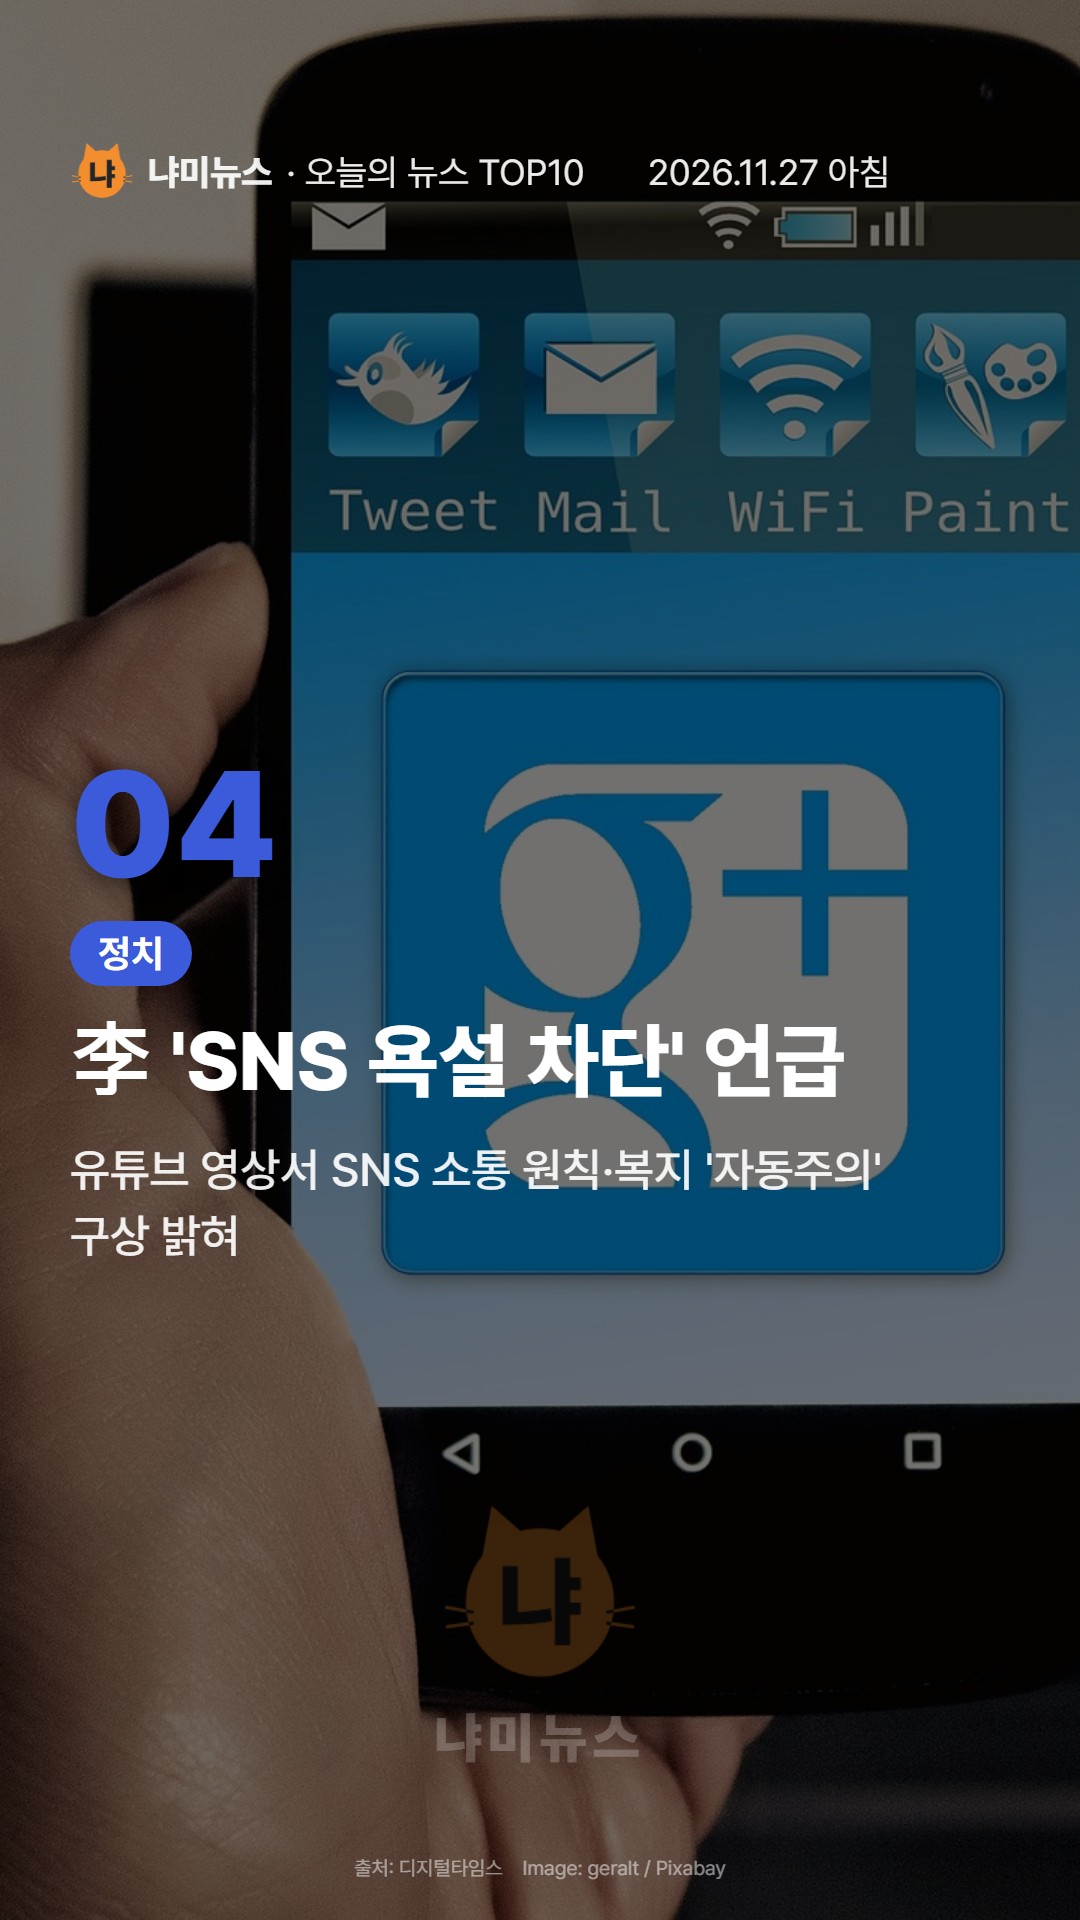 냐 냐미뉴스 · 오늘의 뉴스 TOP10 2026.11.27 아침
Tweet Mail WiFi Paint
g+
04
정치
李 'SNS 욕설 차단' 언급
유튜브 영상서 SNS 소통 원칙·복지 '자동주의'
구상 밝혀
냐
냐미뉴스
출처: 디지털타임스 Image: geralt / Pixabay